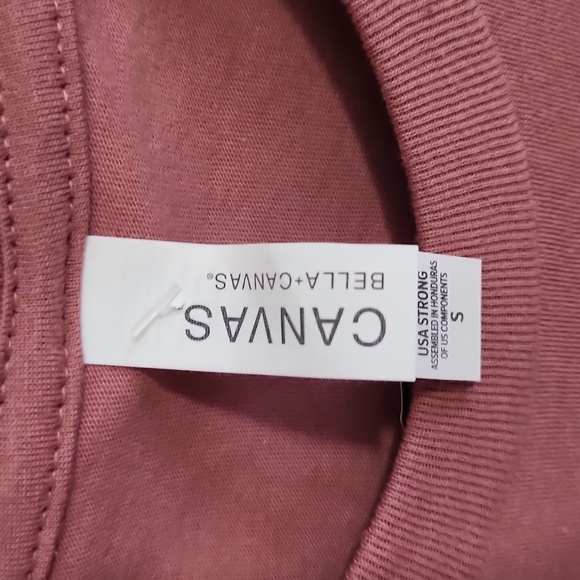 CANVAS
BELLA+CANVAS®
USA STRONG
ASSEMBLED IN HONDURAS
OF US COMPONENTS
S